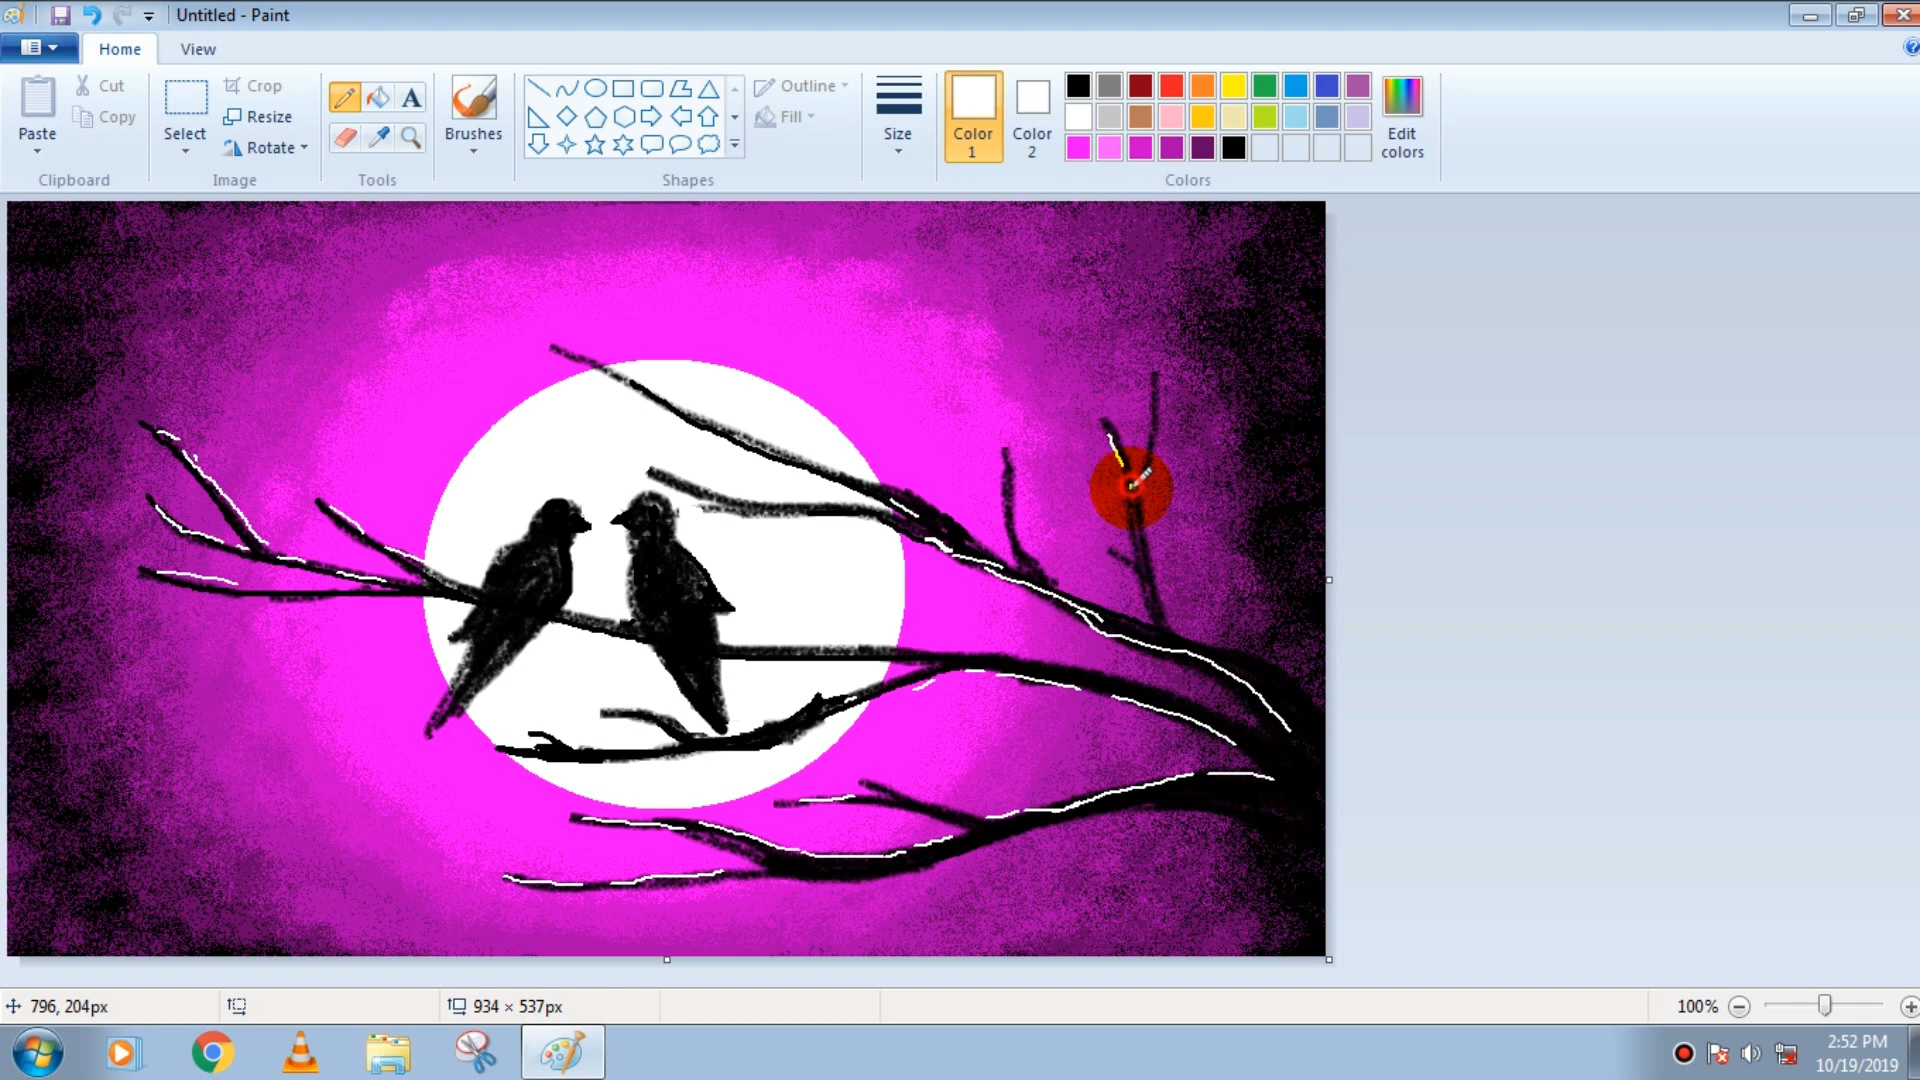 Untitled - Paint
Home
View
Paste
Cut
Copy
Clipboard
Select
Crop
Resize
Rotate
Image
A
Tools
Brushes
Outline
Fill
Shapes
Size
Color 1
Color 2
Edit colors
Colors
796, 204px
934 × 537px
100%
2:52 PM
10/19/2019